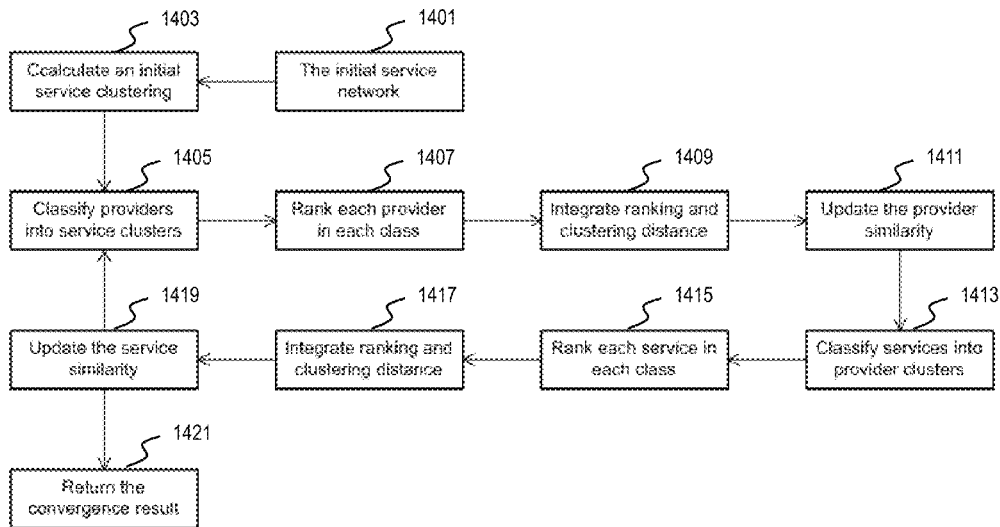 1403
1401
Ccalculate an initial
service clustering
The initial service
network
1405
1407
1409
1411
Classify providers
into service clusters
Rank each provider
in each class
Integrate ranking and
clustering distance
Update the provider
similarity
1419
1417
1415
1413
Update the service
similarity
Integrate ranking and
clustering distance
Rank each service in
each class
Classify services into
provider clusters
1421
Return the
convergence result